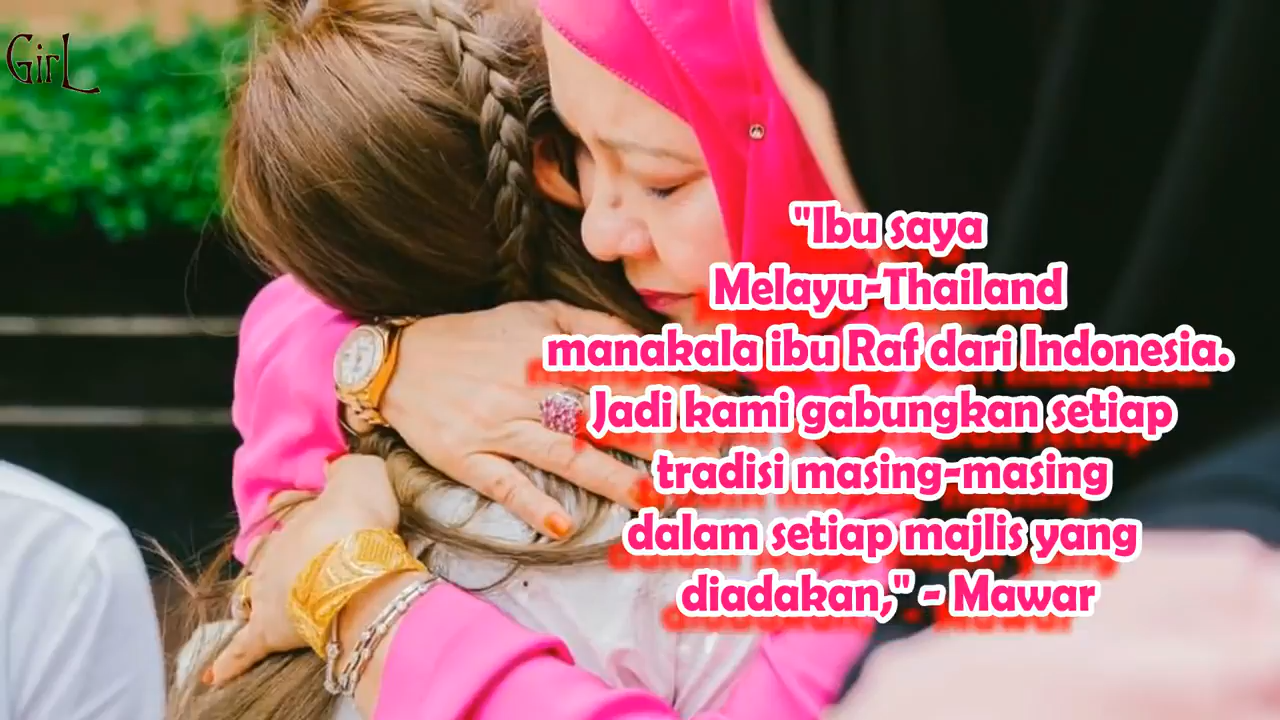 GirL
"Ibu saya
Melayu-Thailand
manakala ibu Raf dari Indonesia.
Jadi kami gabungkan setiap
tradisi masing-masing
dalam setiap majlis yang
diadakan," - Mawar